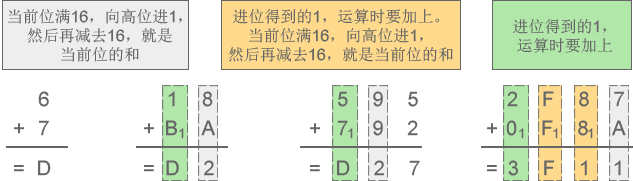 当前位满16，向高位进1，
然后再减去16，就是
当前位的和
进位得到的1，运算时要加上。
当前位满16，向高位进1，
然后再减去16，就是当前位的和
进位得到的1，
运算时要加上
6
+ 7
= D
1 8
+ B1 A
= D 2
5 9 5
+ 71 9 2
= D 2 7
2 F 8 7
+ 01 F1 81 A
= 3 F 1 1